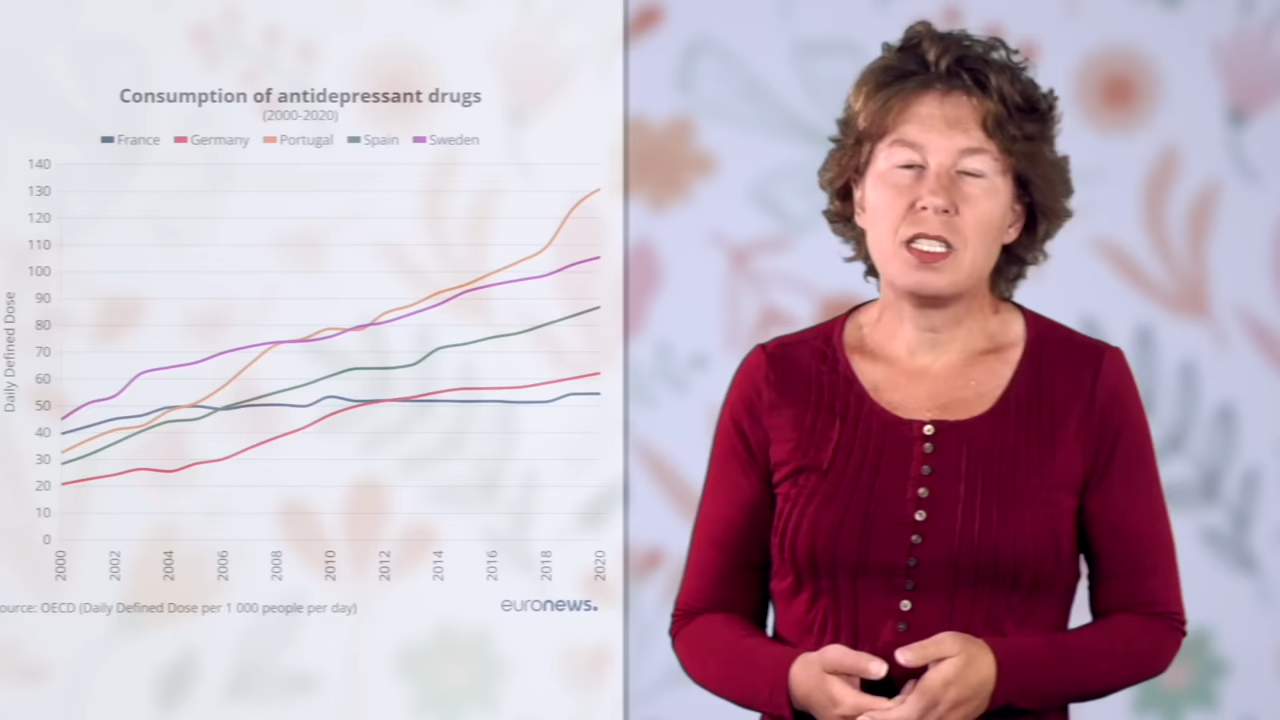 Consumption of antidepressant drugs
(2000-2020)
France Germany Portugal Spain Sweden
140
130
120
110
100
90
80
70
60
50
40
30
20
10
0
Daily Defined Dose
2000 2002 2004 2006 2008 2010 2012 2014 2016 2018 2020
ource: OECD (Daily Defined Dose per 1 000 people per day)
euronews.